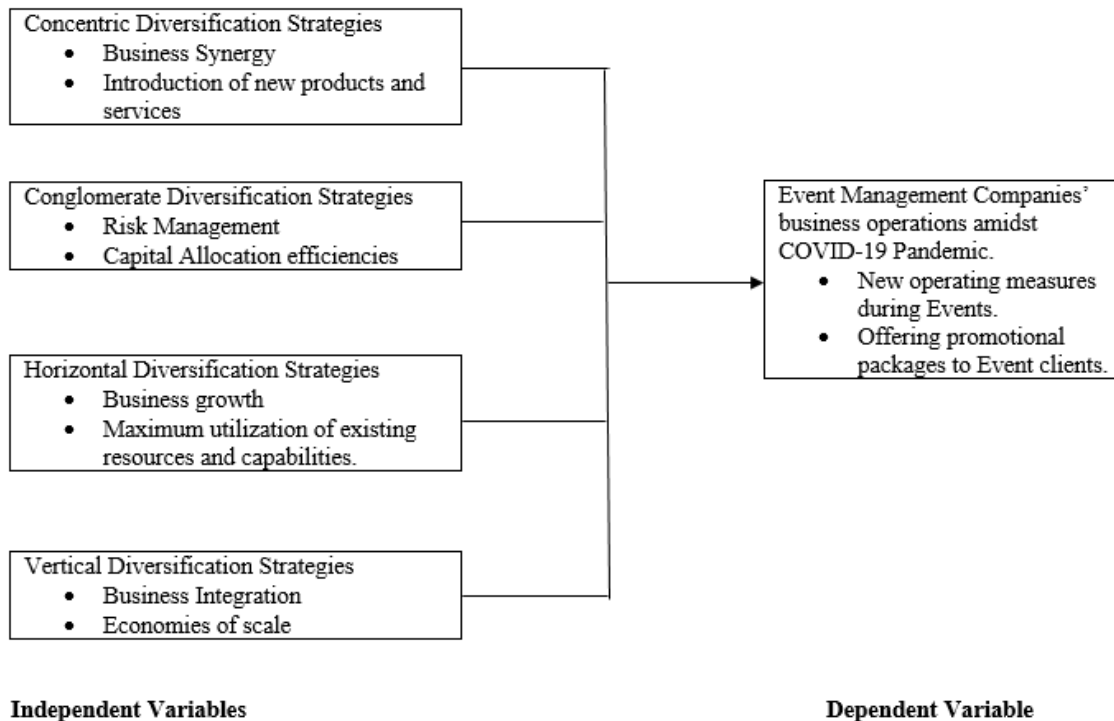 Concentric Diversification Strategies
• Business Synergy
• Introduction of new products and
services
Conglomerate Diversification Strategies
• Risk Management
• Capital Allocation efficiencies
Horizontal Diversification Strategies
• Business growth
• Maximum utilization of existing
resources and capabilities.
Vertical Diversification Strategies
• Business Integration
• Economies of scale
Event Management Companies’
business operations amidst
COVID-19 Pandemic.
• New operating measures
during Events.
• Offering promotional
packages to Event clients.
Independent Variables
Dependent Variable